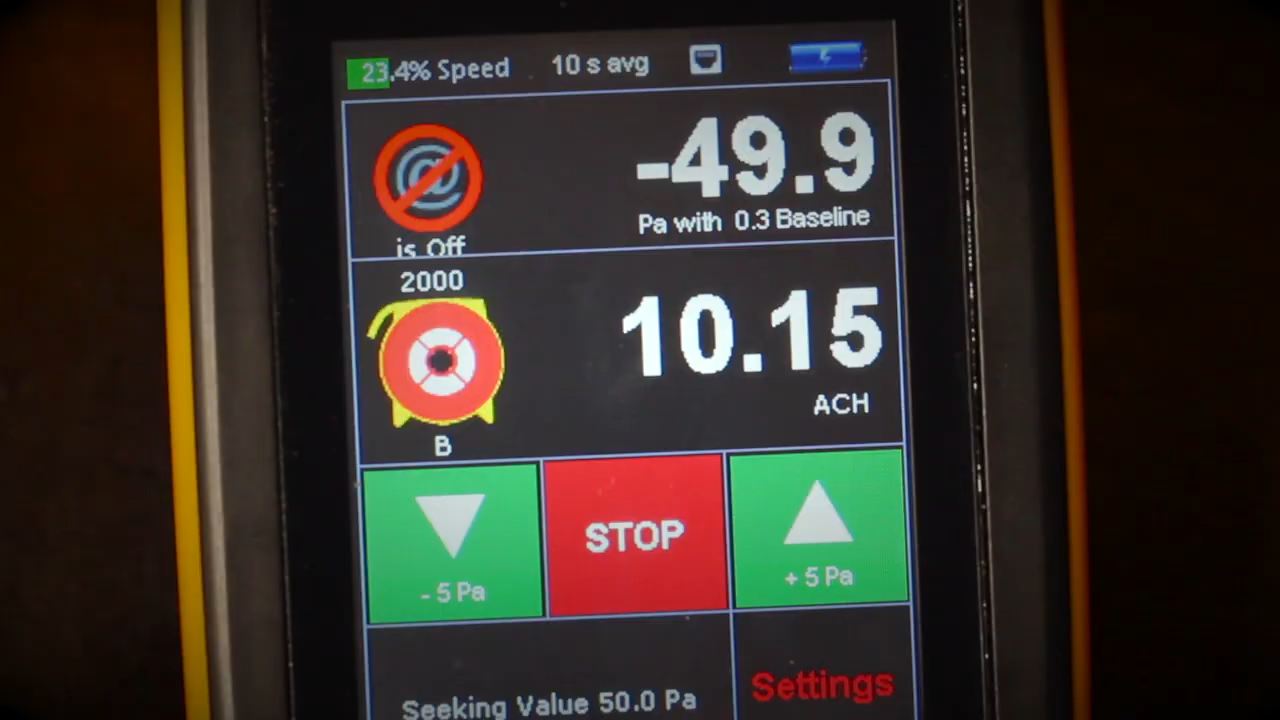 23.4% Speed 10 s avg
-49.9
Pa with 0.3 Baseline
@
is Off
2000
10.15
ACH
B
- 5 Pa
STOP
+ 5 Pa
Seeking Value 50.0 Pa
Settings